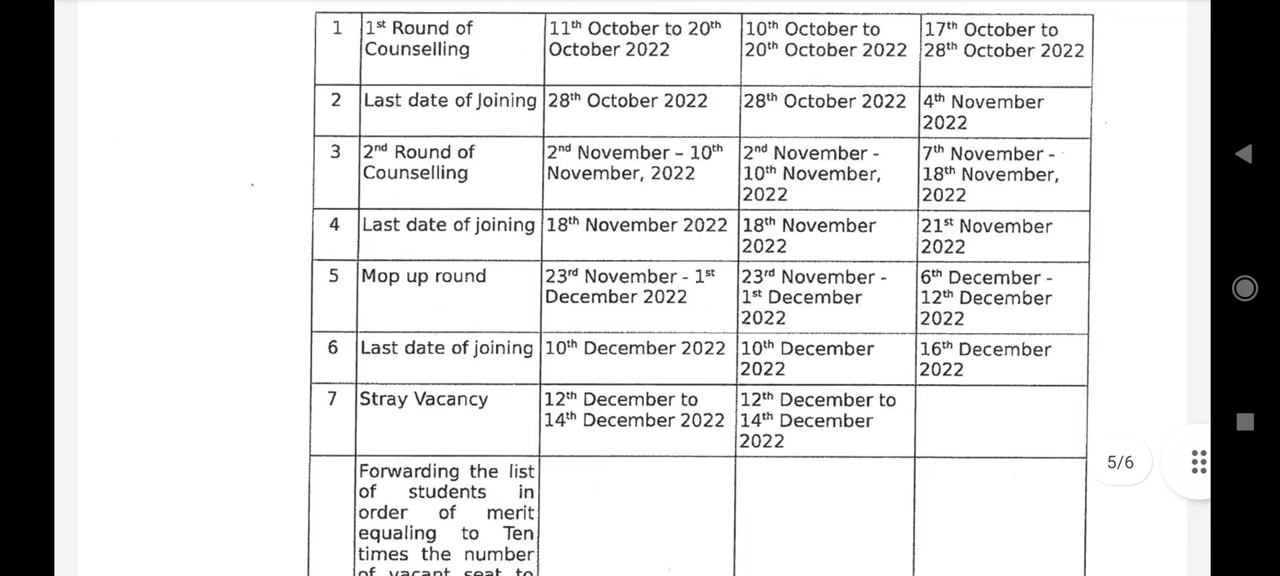 1 1st Round of Counselling 11th October to 20th October 2022 10th October to 20th October 2022 17th October to 28th October 2022
2 Last date of Joining 28th October 2022 28th October 2022 4th November 2022
3 2nd Round of Counselling 2nd November – 10th November, 2022 2nd November - 10th November, 2022 7th November - 18th November, 2022
4 Last date of joining 18th November 2022 18th November 2022 21st November 2022
5 Mop up round 23rd November - 1st December 2022 23rd November - 1st December 2022 6th December - 12th December 2022
6 Last date of joining 10th December 2022 10th December 2022 16th December 2022
7 Stray Vacancy 12th December to 14th December 2022 12th December to 14th December 2022
Forwarding the list
of students in
order of merit
equaling to Ten
times the number
of vacant seat to
5/6